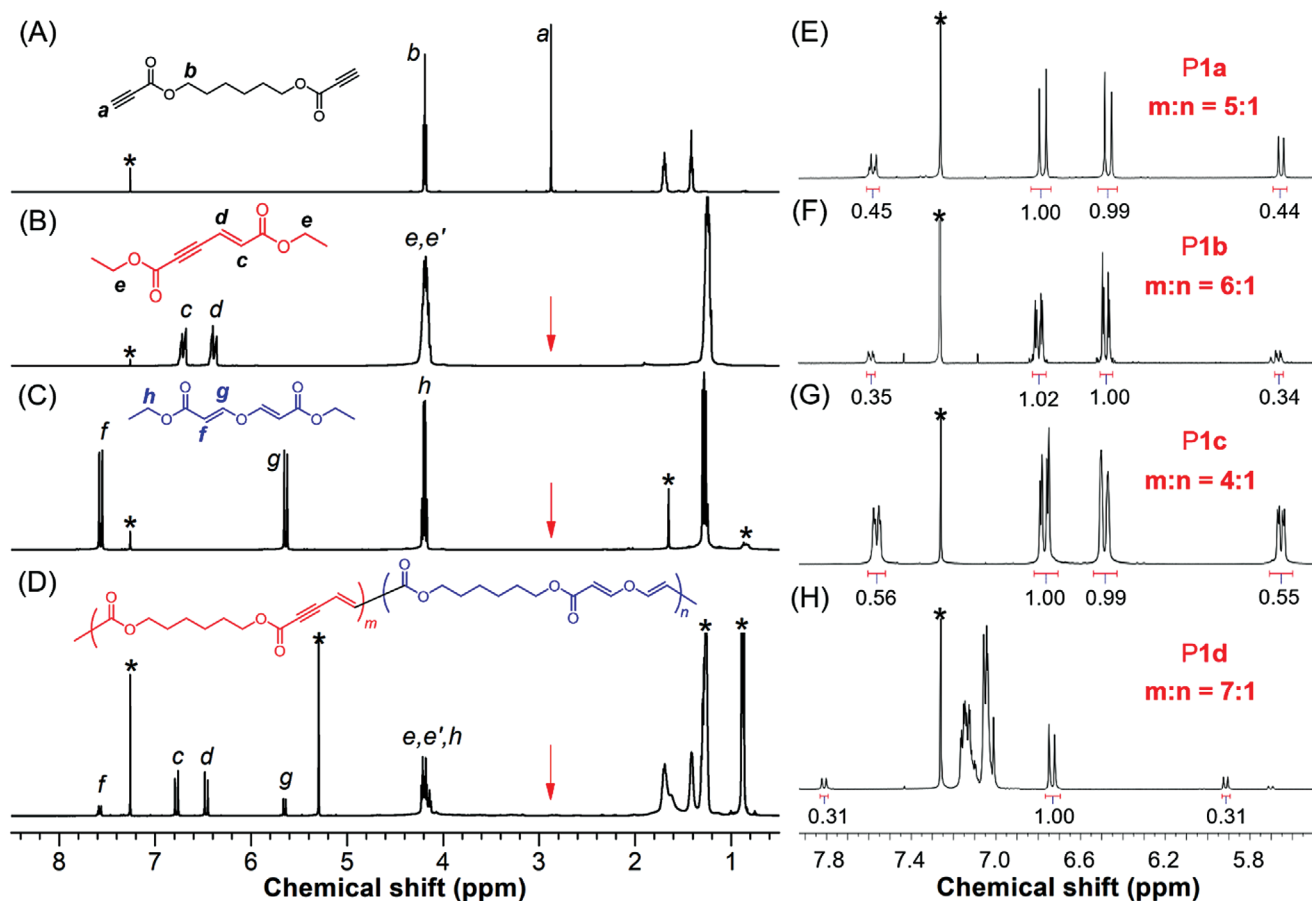 (A)
a
b
b
O
O
O
O
a
*
(B)
d
O
e
O
O
O
e
c
e,e'
c
d
*
(C)
h
O
g
O
O
O
O
f
h
f
g
*
*
*
(D)
O
O
O
O
m
O
O
O
O
n
*
*
*
*
c
d
e,e',h
f
g
8 7 6 5 4 3 2 1
Chemical shift (ppm)
(E)
*
P1a
m:n = 5:1
0.45 1.00 0.99 0.44
(F)
*
P1b
m:n = 6:1
0.35 1.02 1.00 0.34
(G)
*
P1c
m:n = 4:1
0.56 1.00 0.99 0.55
(H)
*
P1d
m:n = 7:1
0.31 1.00 0.31
7.8 7.4 7.0 6.6 6.2 5.8
Chemical shift (ppm)